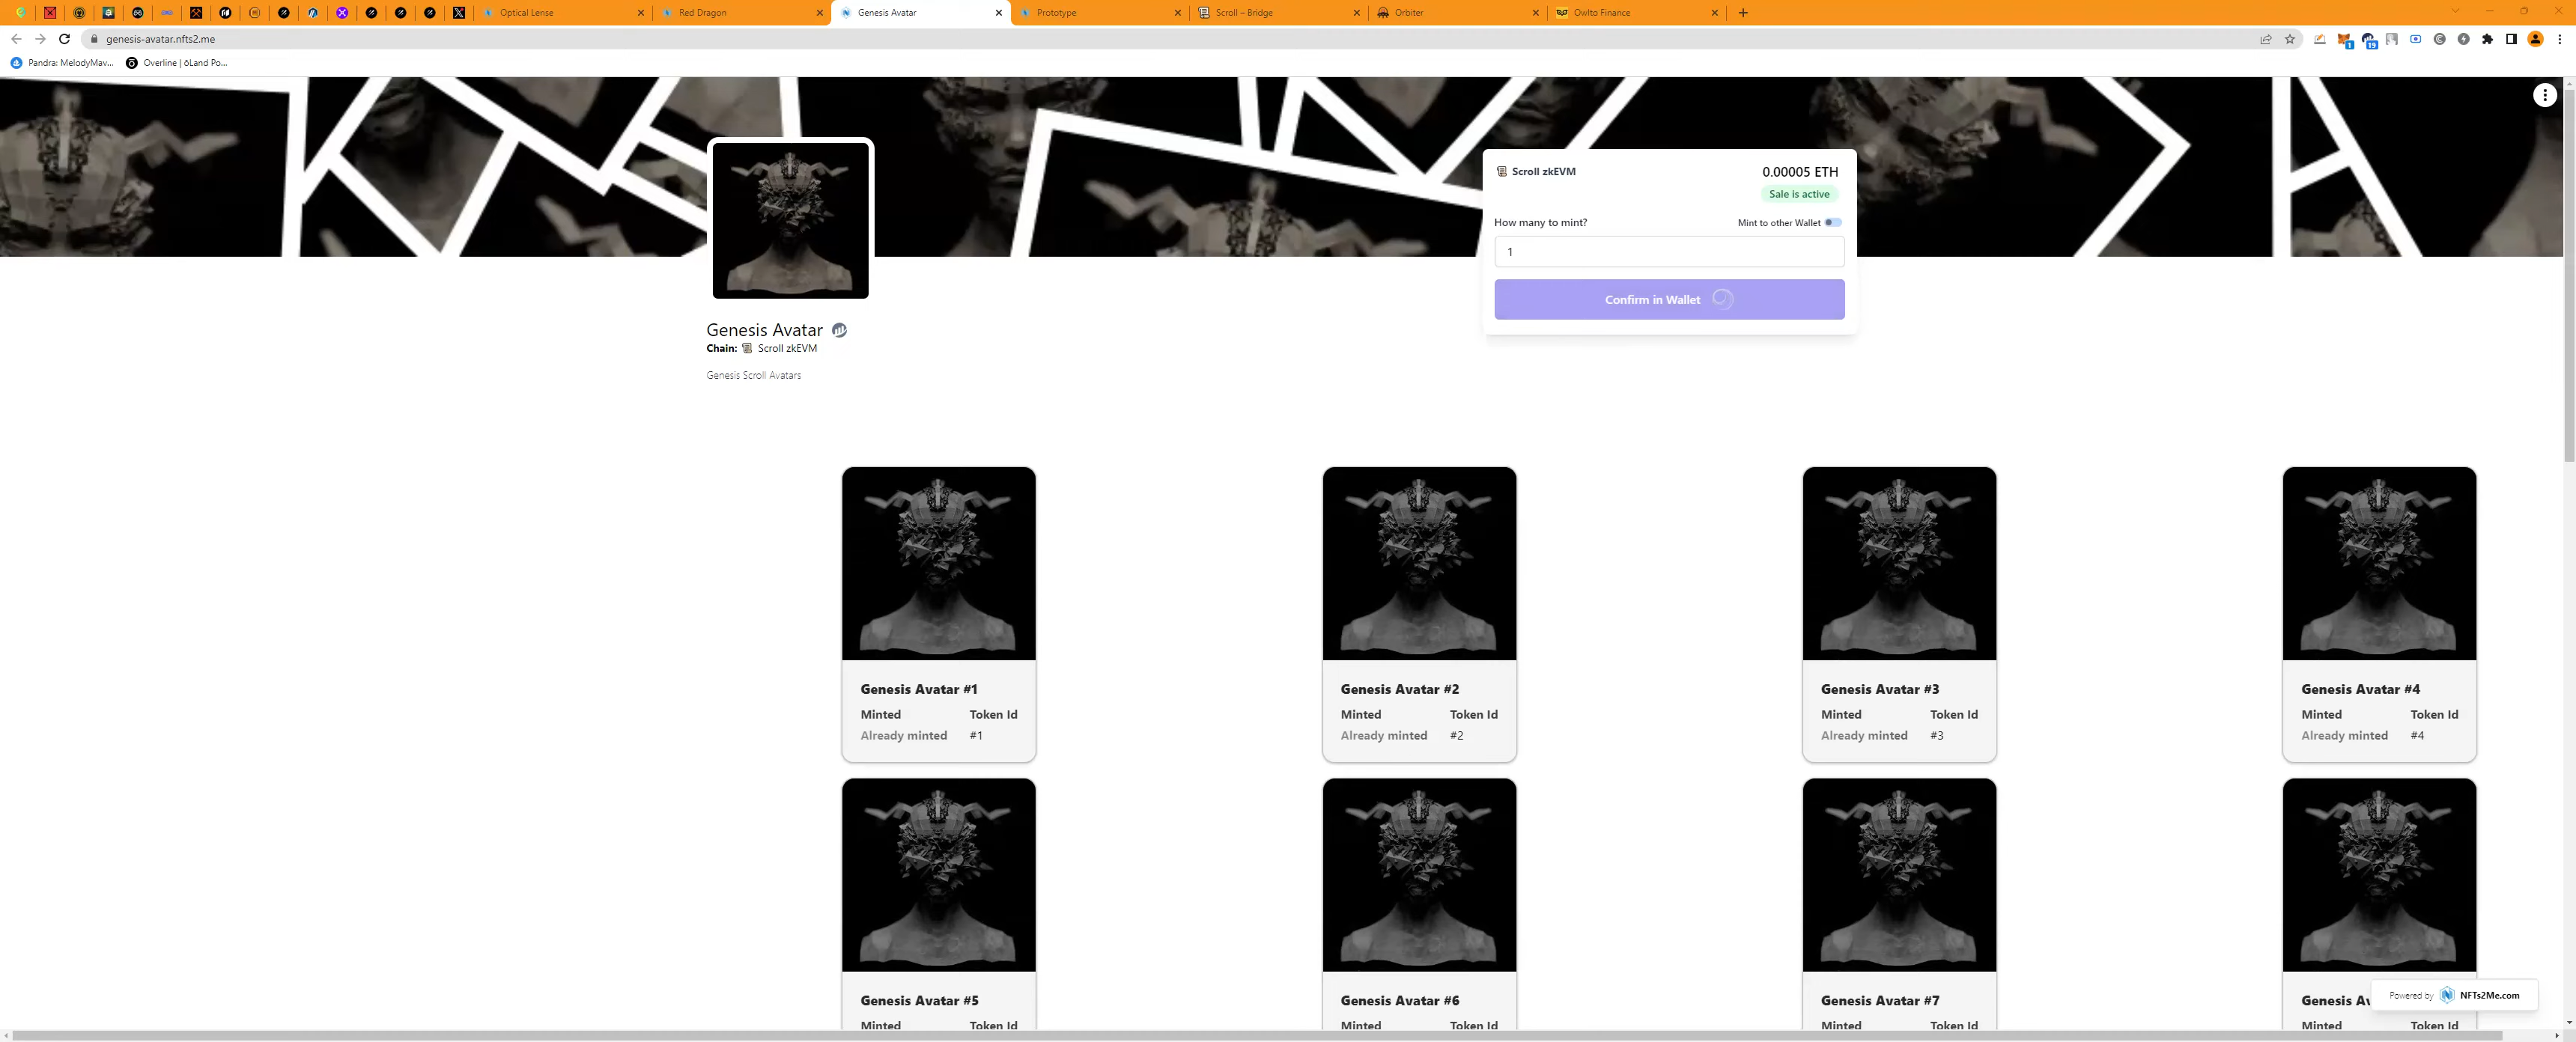 Optical Lense
Red Dragon
Genesis Avatar
Prototype
Scroll – Bridge
Orbiter
Owlto Finance
genesis-avatar.nfts2.me
1
19
Pandra: MelodyMav...
Overline | ōLand Po...
Scroll zkEVM
0.00005 ETH
Sale is active
How many to mint?
Mint to other Wallet
1
Confirm in Wallet
Genesis Avatar
Chain: Scroll zkEVM
Genesis Scroll Avatars
Genesis Avatar #1
Minted Token Id
Already minted #1
Genesis Avatar #2
Minted Token Id
Already minted #2
Genesis Avatar #3
Minted Token Id
Already minted #3
Genesis Avatar #4
Minted Token Id
Already minted #4
Genesis Avatar #5
Minted Token Id
Genesis Avatar #6
Minted Token Id
Genesis Avatar #7
Minted Token Id
Genesis Av
Minted Token Id
Powered by NFTs2Me.com